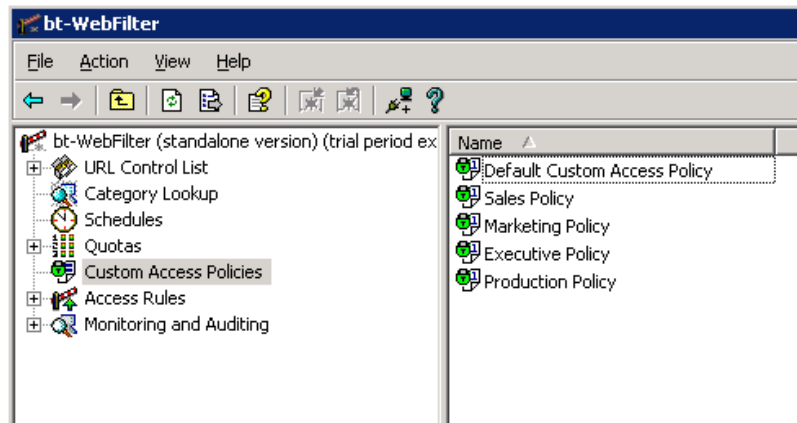 bt-WebFilter
File Action View Help
bt-WebFilter (standalone version) (trial period ex
URL Control List
Category Lookup
Schedules
Quotas
Custom Access Policies
Access Rules
Monitoring and Auditing
Name
Default Custom Access Policy
Sales Policy
Marketing Policy
Executive Policy
Production Policy